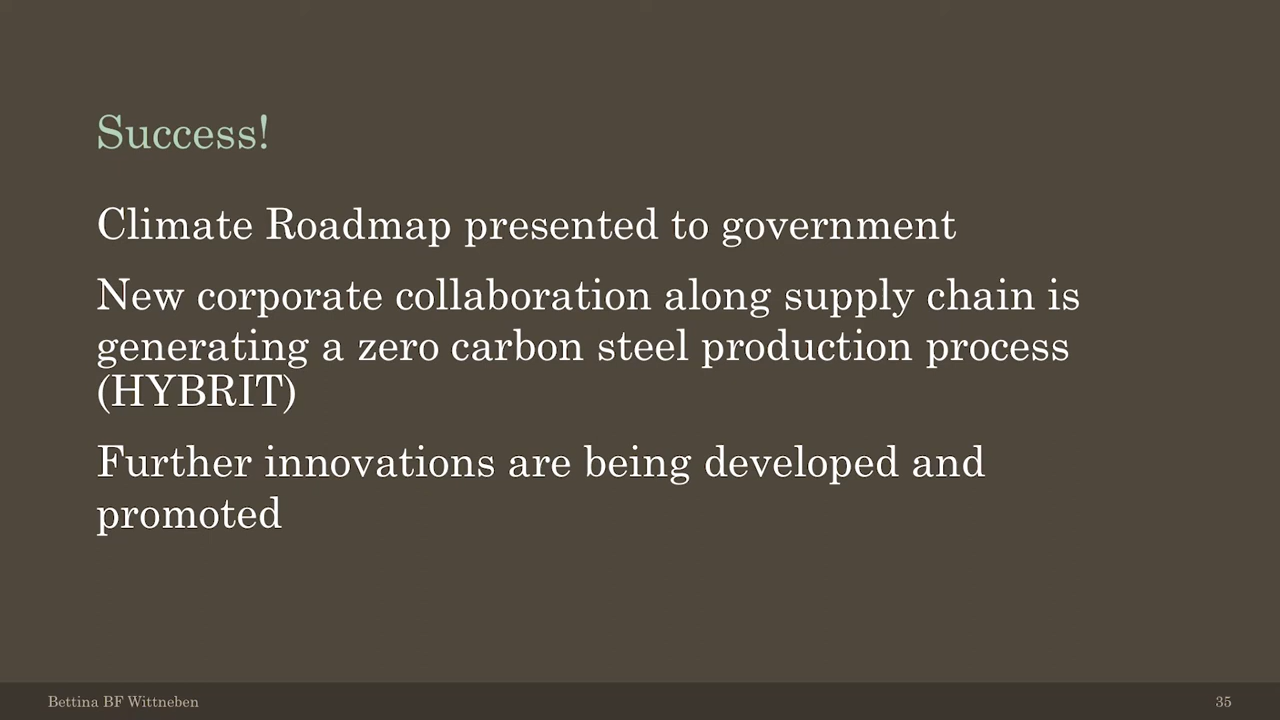 Success!
Climate Roadmap presented to government
New corporate collaboration along supply chain is
generating a zero carbon steel production process
(HYBRIT)
Further innovations are being developed and
promoted
Bettina BF Wittneben
35